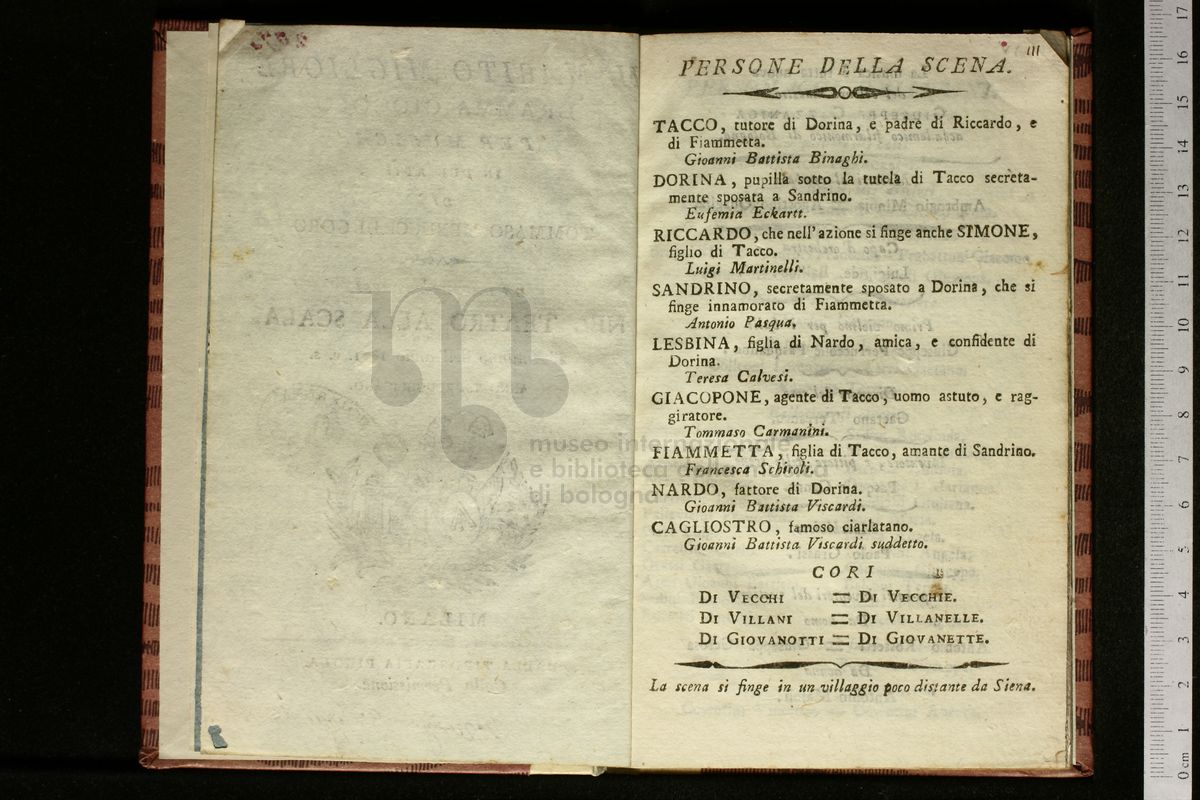 III
PERSONE DELLA SCENA.
TACCO, tutore di Dorina, e padre di Riccardo, e
di Fiammetta.
Gioanni Battista Binaghi.
DORINA, pupilla sotto la tutela di Tacco secreta-
mente sposata a Sandrino.
Eufemia Eckartt.
RICCARDO, che nell' azione si finge anche SIMONE,
figlio di Tacco.
Luigi Martinelli.
SANDRINO, secretamente sposato a Dorina, che si
finge innamorato di Fiammetta.
Antonio Pasqua.
LESBINA, figlia di Nardo, amica, e confidente di
Dorina.
Teresa Calvesi.
GIACOPONE, agente di Tacco, uomo astuto, e rag-
giratore.
Tommaso Carmanini.
FIAMMETTA, figlia di Tacco, amante di Sandrino.
Francesca Schiroli.
NARDO, fattore di Dorina.
Gioanni Battista Viscardi.
CAGLIOSTRO, famoso ciarlatano.
Gioanni Battista Viscardi suddetto.
CORI
DI VECCHI = DI VECCHIE.
DI VILLANI = DI VILLANELLE.
DI GIOVANOTTI = DI GIOVANETTE.
La scena si finge in un villaggio poco distante da Siena.
museo internazionale
e biblioteca
di bologna
0 cm 1 2 3 4 5 6 7 8 9 10 11 12 13 14 15 16 17